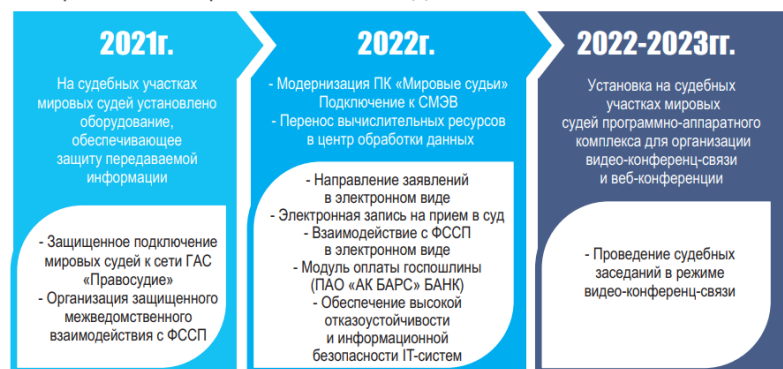 2021г.
На судебных участках
мировых судей установлено
оборудование,
обеспечивающее
защиту передаваемой
информации
- Защищенное подключение
мировых судей к сети ГАС
«Правосудие»
- Организация защищенного
межведомственного
взаимодействия с ФССП
2022г.
- Модернизация ПК «Мировые судьи»
Подключение к СМЭВ
- Перенос вычислительных ресурсов
в центр обработки данных
- Направление заявлений
в электронном виде
- Электронная запись на прием в суд
- Взаимодействие с ФССП
в электронном виде
- Модуль оплаты госпошлины
(ПАО «АК БАРС» БАНК)
- Обеспечение высокой
отказоустойчивости
и информационной
безопасности IT-систем
2022-2023гг.
Установка на судебных
участках мировых
судей программно-аппаратного
комплекса для организации
видео-конференц-связи
и веб-конференции
- Проведение судебных
заседаний в режиме
видео-конференц-связи